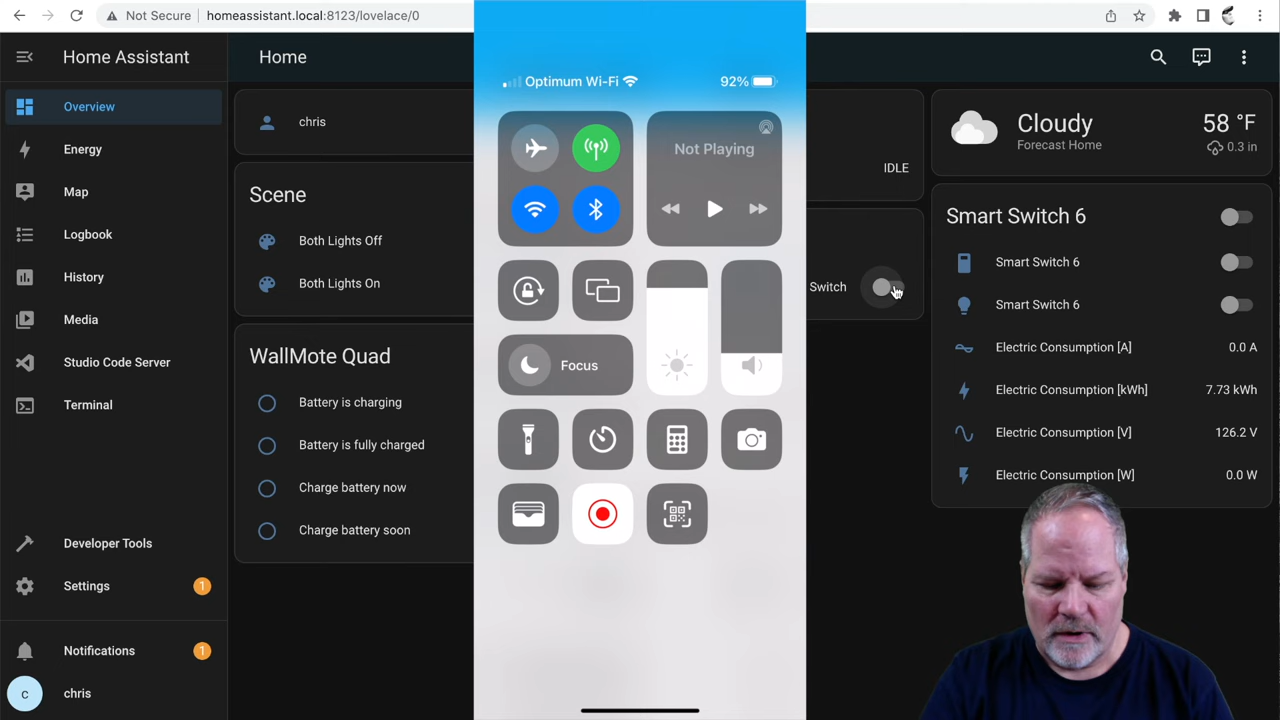 Not Secure
homeassistant.local:8123/lovelace/0
Home Assistant
Overview
Energy
Map
Logbook
History
Media
Studio Code Server
Terminal
Developer Tools
Settings
1
Notifications
1
c
chris
Home
chris
Scene
Both Lights Off
Both Lights On
WallMote Quad
Battery is charging
Battery is fully charged
Charge battery now
Charge battery soon
Optimum Wi-Fi
92%
Not Playing
Focus
IDLE
Switch
Cloudy
Forecast Home
58 °F
0.3 in
Smart Switch 6
Smart Switch 6
Smart Switch 6
Electric Consumption [A]
0.0 A
Electric Consumption [kWh]
7.73 kWh
Electric Consumption [V]
126.2 V
Electric Consumption [W]
0.0 W